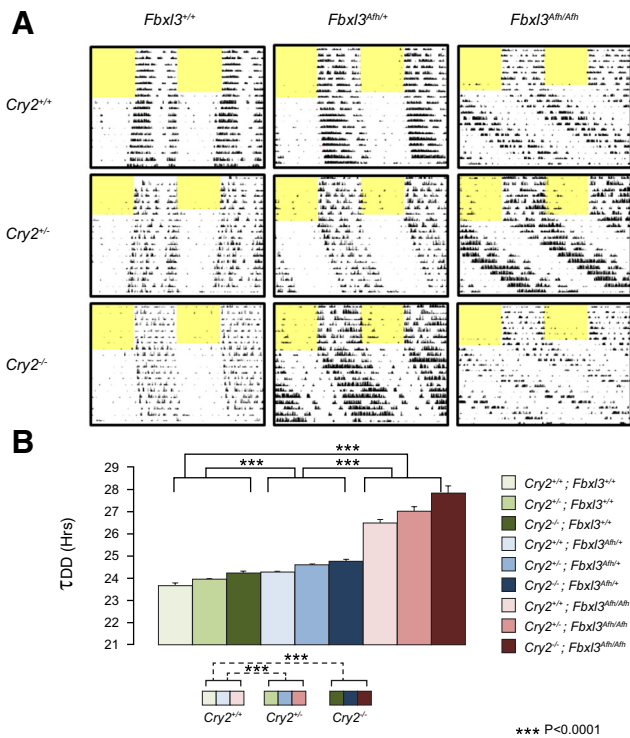 A
Fbxl3+/+
Fbxl3Afh/+
Fbxl3Afh/Afh
Cry2+/+
Cry2+/-
Cry2-/-
B
***
*** ***
29
28
27
26
25
24
23
22
21
τDD (Hrs)
Cry2+/+ ; Fbxl3+/+
Cry2+/- ; Fbxl3+/+
Cry2-/- ; Fbxl3+/+
Cry2+/+ ; Fbxl3Afh/+
Cry2+/- ; Fbxl3Afh/+
Cry2-/- ; Fbxl3Afh/+
Cry2+/+ ; Fbxl3Afh/Afh
Cry2+/- ; Fbxl3Afh/Afh
Cry2-/- ; Fbxl3Afh/Afh
***
***
Cry2+/+ Cry2+/- Cry2-/-
*** P<0.0001